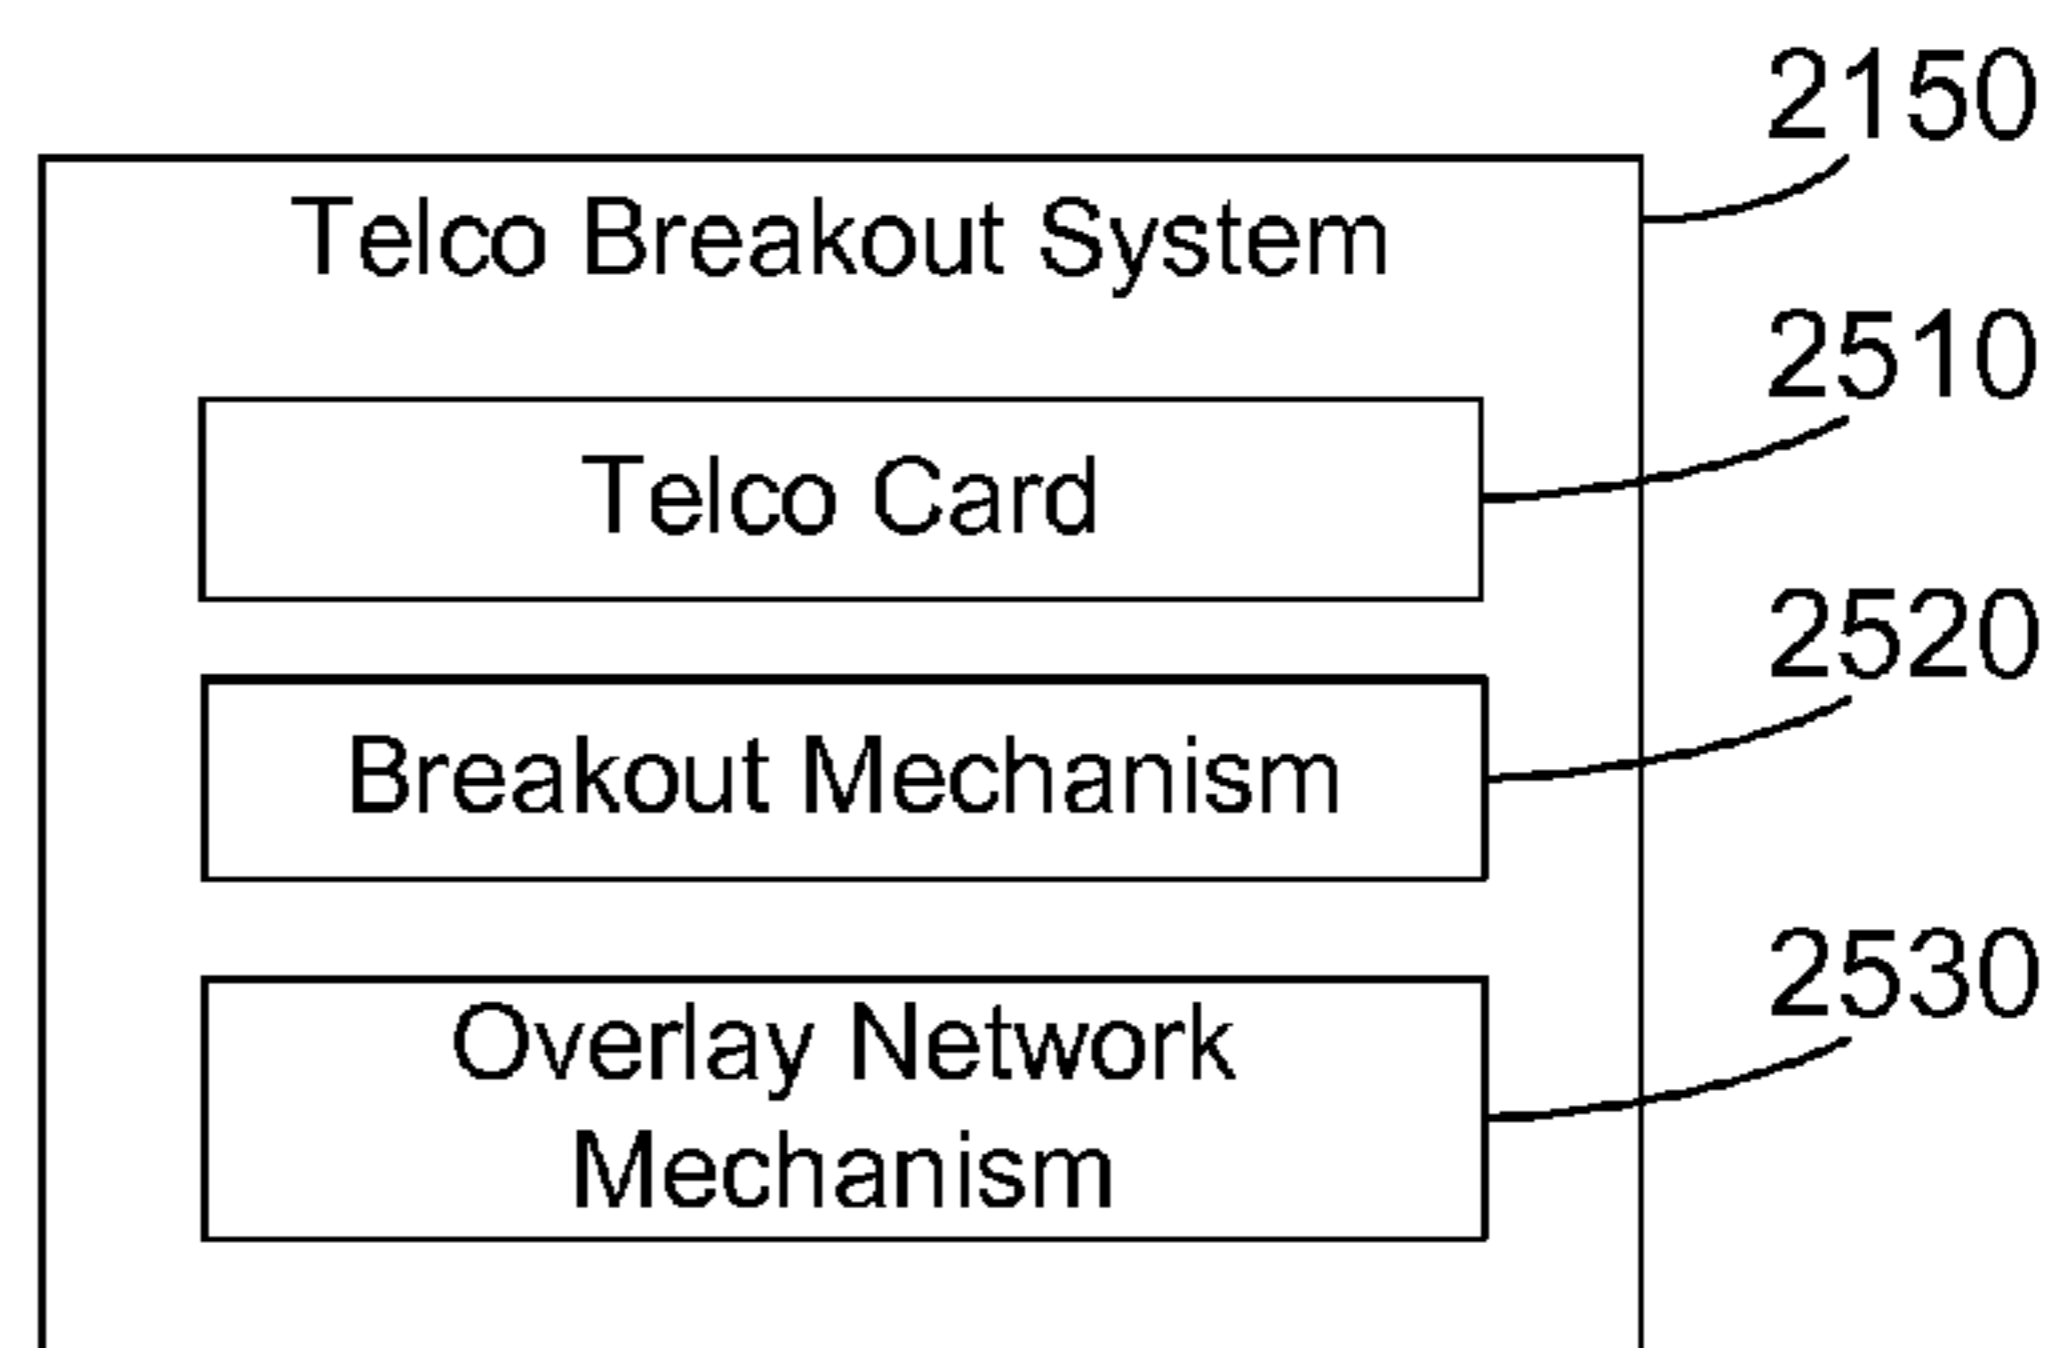 2150
Telco Breakout System
2510
Telco Card
2520
Breakout Mechanism
2530
Overlay Network
Mechanism